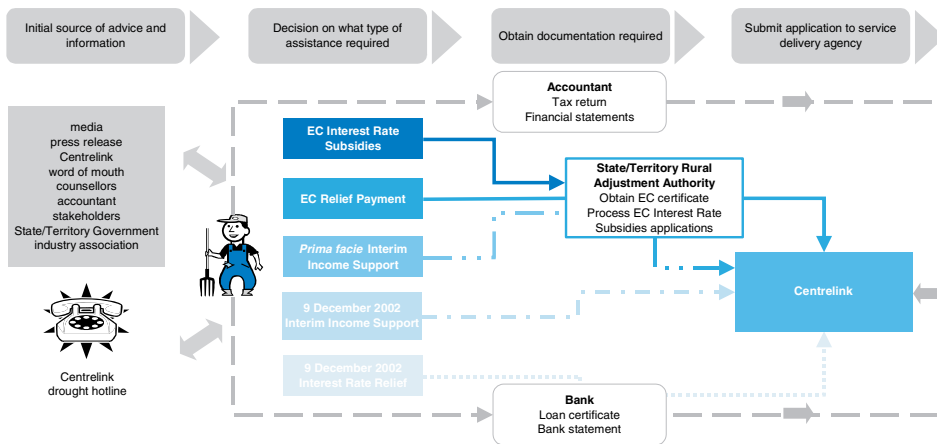 Initial source of advice and
information
Decision on what type of
assistance required
Obtain documentation required
Submit application to service
delivery agency
media
press release
Centrelink
word of mouth
counsellors
accountant
stakeholders
State/Territory Government
industry association
Centrelink
drought hotline
EC Interest Rate
Subsidies
EC Relief Payment
Prima facie Interim
Income Support
9 December 2002
Interim Income Support
9 December 2002
Interest Rate Relief
Accountant
Tax return
Financial statements
State/Territory Rural
Adjustment Authority
Obtain EC certificate
Process EC Interest Rate
Subsidies applications
Bank
Loan certificate
Bank statement
Centrelink